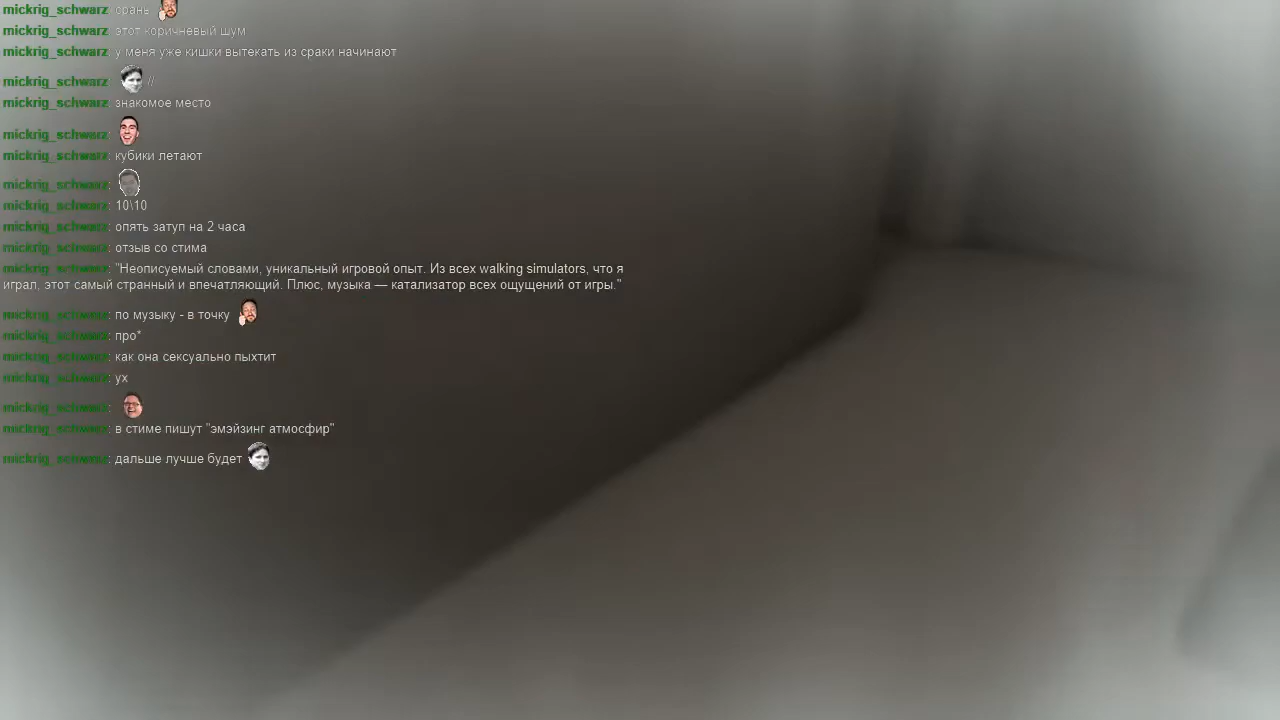 mickrig_schwarz: срань
mickrig_schwarz: этот коричневый шум
mickrig_schwarz: у меня уже кишки вытекать из сраки начинают
mickrig_schwarz: //
mickrig_schwarz: знакомое место
mickrig_schwarz:
mickrig_schwarz: кубики летают
mickrig_schwarz:
mickrig_schwarz: 10\10
mickrig_schwarz: опять затуп на 2 часа
mickrig_schwarz: отзыв со стима
mickrig_schwarz: "Неописуемый словами, уникальный игровой опыт. Из всех walking simulators, что я
играл, этот самый странный и впечатляющий. Плюс, музыка — катализатор всех ощущений от игры."
mickrig_schwarz: по музыку - в точку
mickrig_schwarz: про*
mickrig_schwarz: как она сексуально пыхтит
mickrig_schwarz: ух
mickrig_schwarz:
mickrig_schwarz: в стиме пишут "эмэйзинг атмосфир"
mickrig_schwarz: дальше лучше будет